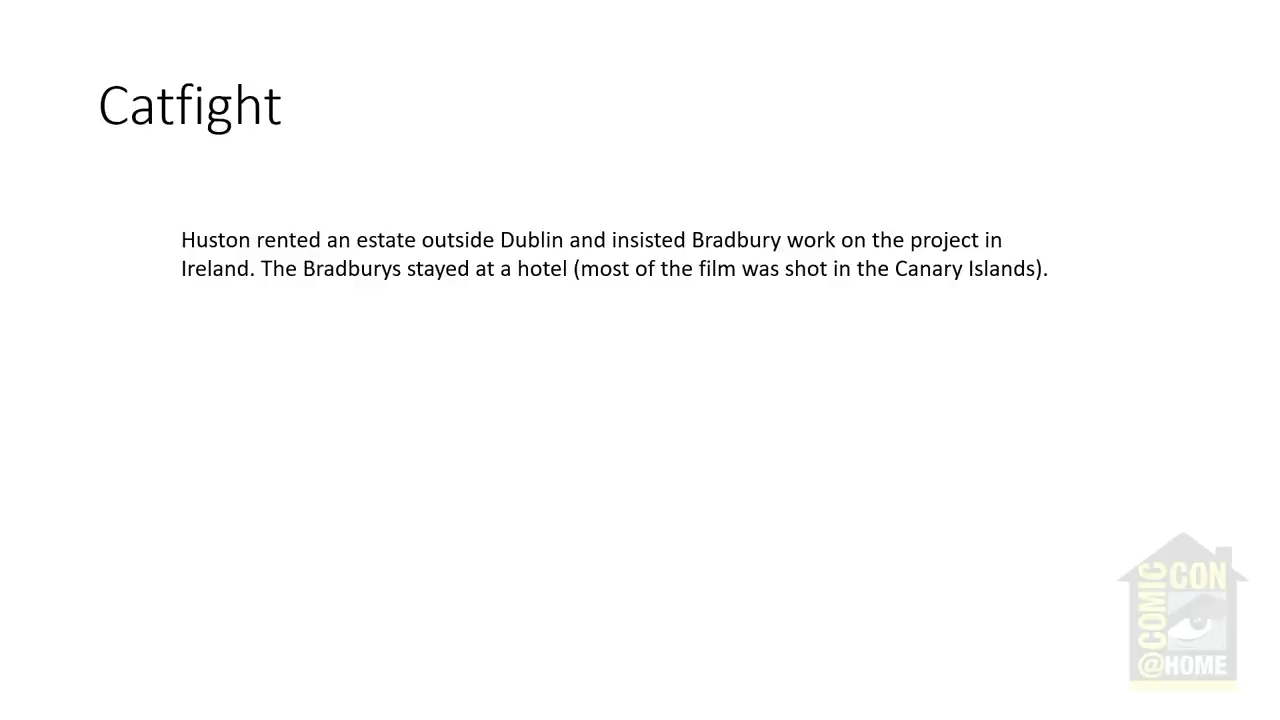 Catfight
Huston rented an estate outside Dublin and insisted Bradbury work on the project in
Ireland. The Bradburys stayed at a hotel (most of the film was shot in the Canary Islands).
COMIC
CON
@HOME